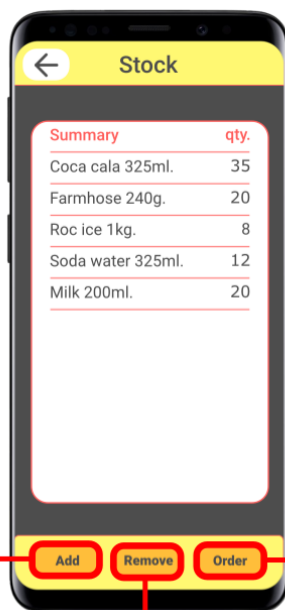 Stock
Summary qty.
Coca cala 325ml. 35
Farmhose 240g. 20
Roc ice 1kg. 8
Soda water 325ml. 12
Milk 200ml. 20
Add Remove Order